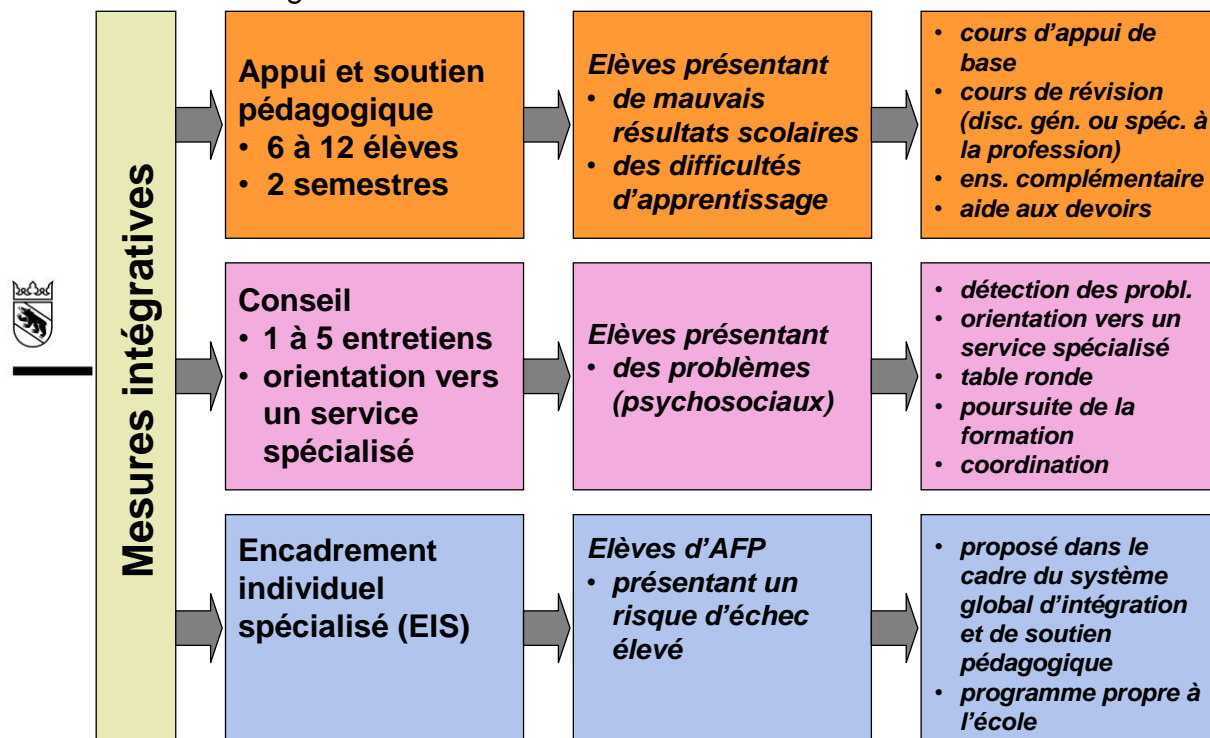 Mesures intégratives
Appui et soutien
pédagogique
• 6 à 12 élèves
• 2 semestres
Elèves présentant
• de mauvais
résultats scolaires
• des difficultés
d’apprentissage
• cours d’appui de
base
• cours de révision
(disc. gén. ou spéc. à
la profession)
• ens. complémentaire
• aide aux devoirs
Conseil
• 1 à 5 entretiens
• orientation vers
un service
spécialisé
Elèves présentant
• des problèmes
(psychosociaux)
• détection des probl.
• orientation vers un
service spécialisé
• table ronde
• poursuite de la
formation
• coordination
Encadrement
individuel
spécialisé (EIS)
Elèves d’AFP
• présentant un
risque d’échec
élevé
• proposé dans le
cadre du système
global d’intégration
et de soutien
pédagogique
• programme propre à
l’école